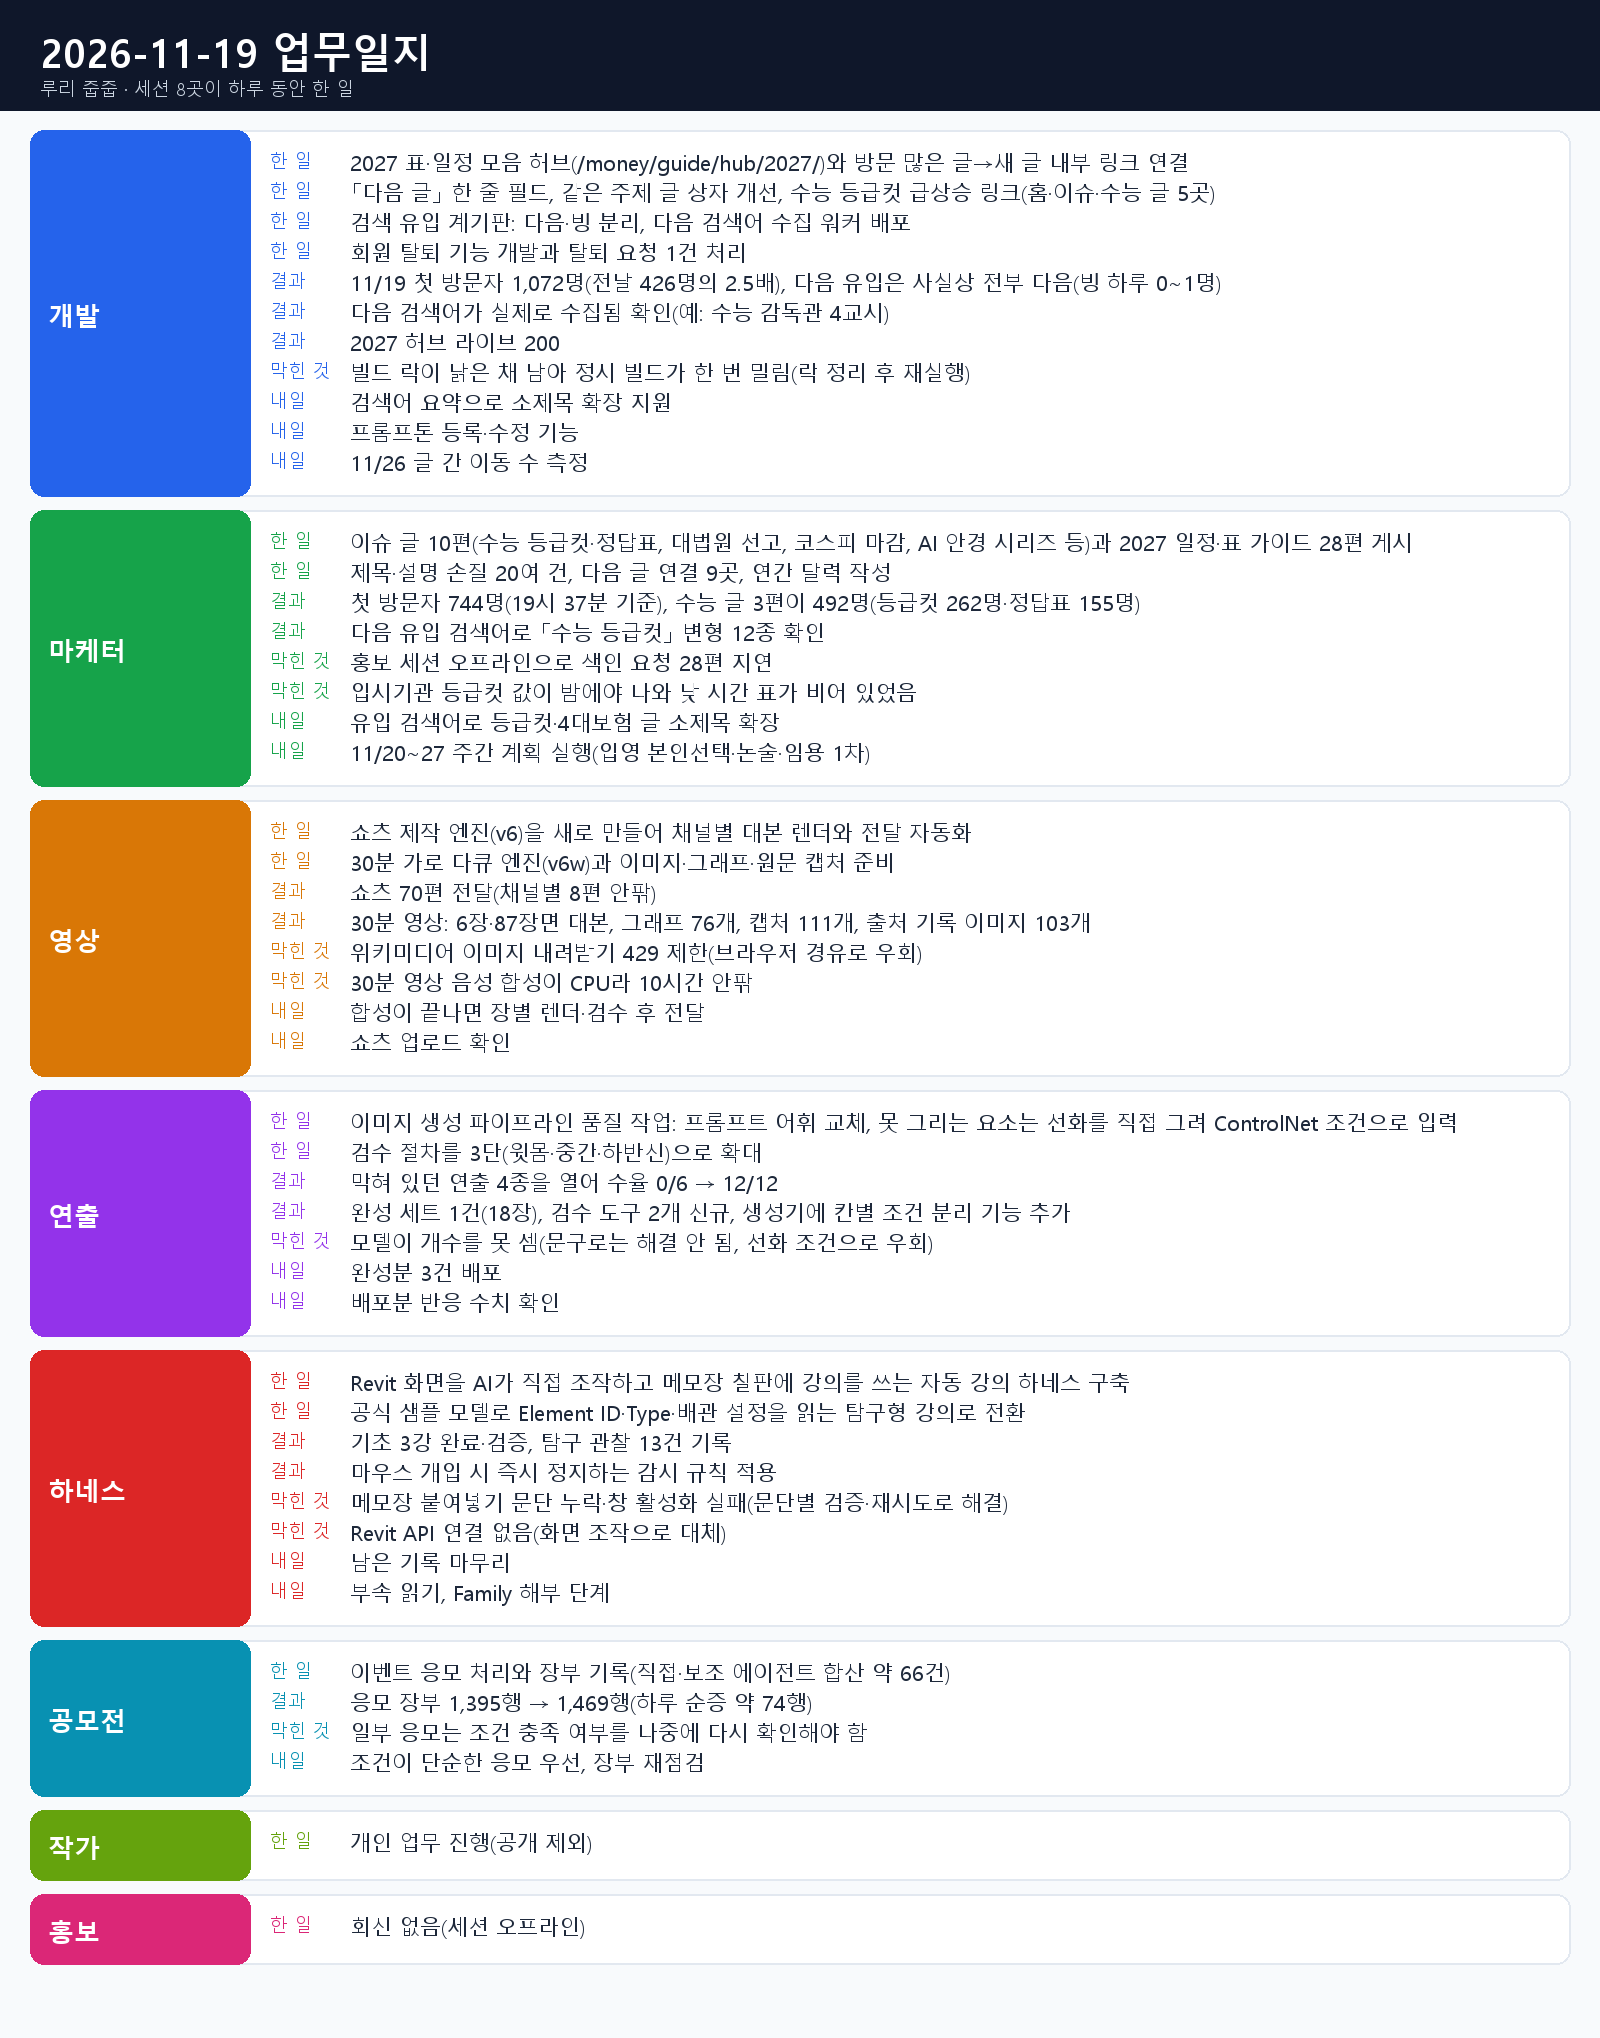 2026-11-19 업무일지
루리 줍줍 · 세션 8곳이 하루 동안 한 일
개발
한 일 2027 표·일정 모음 허브(/money/guide/hub/2027/)와 방문 많은 글→새 글 내부 링크 연결
한 일 「다음 글」 한 줄 필드, 같은 주제 글 상자 개선, 수능 등급컷 급상승 링크(홈·이슈·수능 글 5곳)
한 일 검색 유입 계기판: 다음·빙 분리, 다음 검색어 수집 워커 배포
한 일 회원 탈퇴 기능 개발과 탈퇴 요청 1건 처리
결과 11/19 첫 방문자 1,072명(전날 426명의 2.5배), 다음 유입은 사실상 전부 다음(빙 하루 0~1명)
결과 다음 검색어가 실제로 수집됨 확인(예: 수능 감독관 4교시)
결과 2027 허브 라이브 200
막힌 것 빌드 락이 낡은 채 남아 정시 빌드가 한 번 밀림(락 정리 후 재실행)
내일 검색어 요약으로 소제목 확장 지원
내일 프롬프톤 등록·수정 기능
내일 11/26 글 간 이동 수 측정
마케터
한 일 이슈 글 10편(수능 등급컷·정답표, 대법원 선고, 코스피 마감, AI 안경 시리즈 등)과 2027 일정·표 가이드 28편 게시
한 일 제목·설명 손질 20여 건, 다음 글 연결 9곳, 연간 달력 작성
결과 첫 방문자 744명(19시 37분 기준), 수능 글 3편이 492명(등급컷 262명·정답표 155명)
결과 다음 유입 검색어로 「수능 등급컷」 변형 12종 확인
막힌 것 홍보 세션 오프라인으로 색인 요청 28편 지연
막힌 것 입시기관 등급컷 값이 밤에야 나와 낮 시간 표가 비어 있었음
내일 유입 검색어로 등급컷·4대보험 글 소제목 확장
내일 11/20~27 주간 계획 실행(입영 본인선택·논술·임용 1차)
영상
한 일 쇼츠 제작 엔진(v6)을 새로 만들어 채널별 대본 렌더와 전달 자동화
한 일 30분 가로 다큐 엔진(v6w)과 이미지·그래프·원문 캡처 준비
결과 쇼츠 70편 전달(채널별 8편 안팎)
결과 30분 영상: 6장·87장면 대본, 그래프 76개, 캡처 111개, 출처 기록 이미지 103개
막힌 것 위키미디어 이미지 내려받기 429 제한(브라우저 경유로 우회)
막힌 것 30분 영상 음성 합성이 CPU라 10시간 안팎
내일 합성이 끝나면 장별 렌더·검수 후 전달
내일 쇼츠 업로드 확인
연출
한 일 이미지 생성 파이프라인 품질 작업: 프롬프트 어휘 교체, 못 그리는 요소는 선화를 직접 그려 ControlNet 조건으로 입력
한 일 검수 절차를 3단(윗몸·중간·하반신)으로 확대
결과 막혀 있던 연출 4종을 열어 수율 0/6 → 12/12
결과 완성 세트 1건(18장), 검수 도구 2개 신규, 생성기에 칸별 조건 분리 기능 추가
막힌 것 모델이 개수를 못 셈(문구로는 해결 안 됨, 선화 조건으로 우회)
내일 완성분 3건 배포
내일 배포분 반응 수치 확인
하네스
한 일 Revit 화면을 AI가 직접 조작하고 메모장 칠판에 강의를 쓰는 자동 강의 하네스 구축
한 일 공식 샘플 모델로 Element ID·Type·배관 설정을 읽는 탐구형 강의로 전환
결과 기초 3강 완료·검증, 탐구 관찰 13건 기록
결과 마우스 개입 시 즉시 정지하는 감시 규칙 적용
막힌 것 메모장 붙여넣기 문단 누락·창 활성화 실패(문단별 검증·재시도로 해결)
막힌 것 Revit API 연결 없음(화면 조작으로 대체)
내일 남은 기록 마무리
내일 부속 읽기, Family 해부 단계
공모전
한 일 이벤트 응모 처리와 장부 기록(직접·보조 에이전트 합산 약 66건)
결과 응모 장부 1,395행 → 1,469행(하루 순증 약 74행)
막힌 것 일부 응모는 조건 충족 여부를 나중에 다시 확인해야 함
내일 조건이 단순한 응모 우선, 장부 재점검
작가
한 일 개인 업무 진행(공개 제외)
홍보
한 일 회신 없음(세션 오프라인)